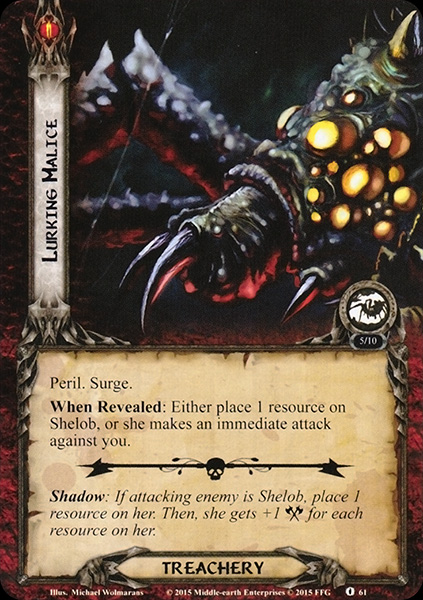 LURKING MALICE
5/10
Peril. Surge.
When Revealed: Either place 1 resource on
Shelob, or she makes an immediate attack
against you.
Shadow: If attacking enemy is Shelob, place 1
resource on her. Then, she gets +1 for each
resource on her.
TREACHERY
Illus. Michael Wolmarans © 2015 Middle-earth Enterprises © 2015 FFG 61